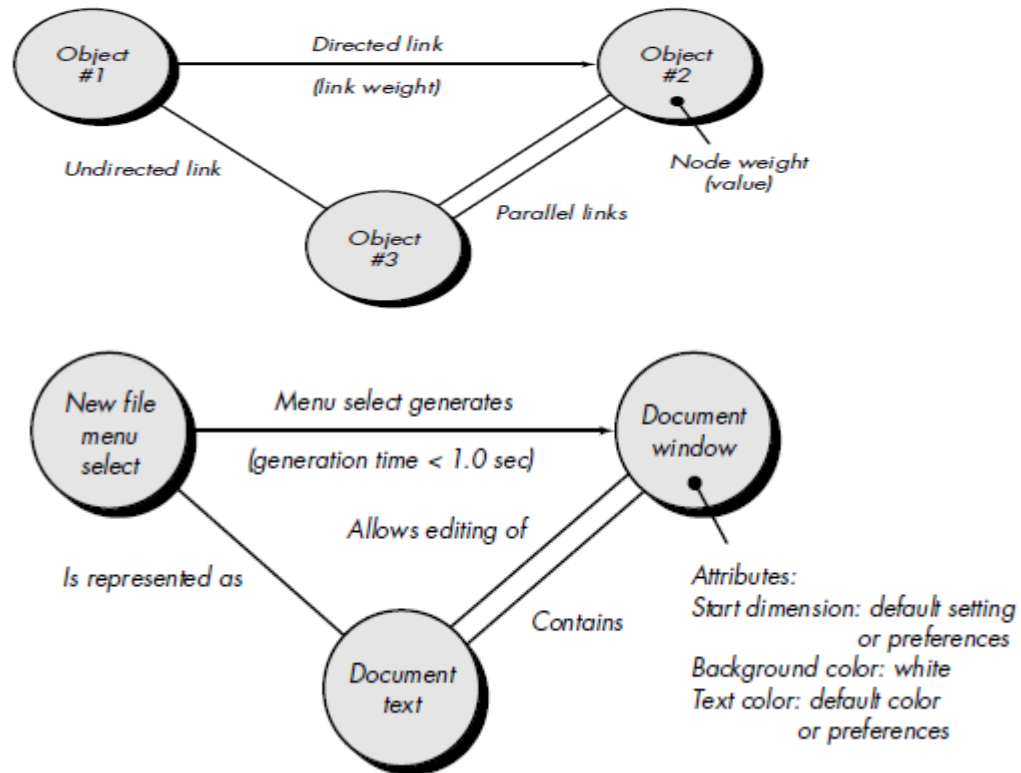 Object
#1
Directed link
(link weight)
Object
#2
Undirected link
Node weight
(value)
Parallel links
Object
#3
New file
menu
select
Menu select generates
(generation time < 1.0 sec)
Document
window
Allows editing of
Is represented as
Contains
Document
text
Attributes:
Start dimension: default setting
or preferences
Background color: white
Text color: default color
or preferences